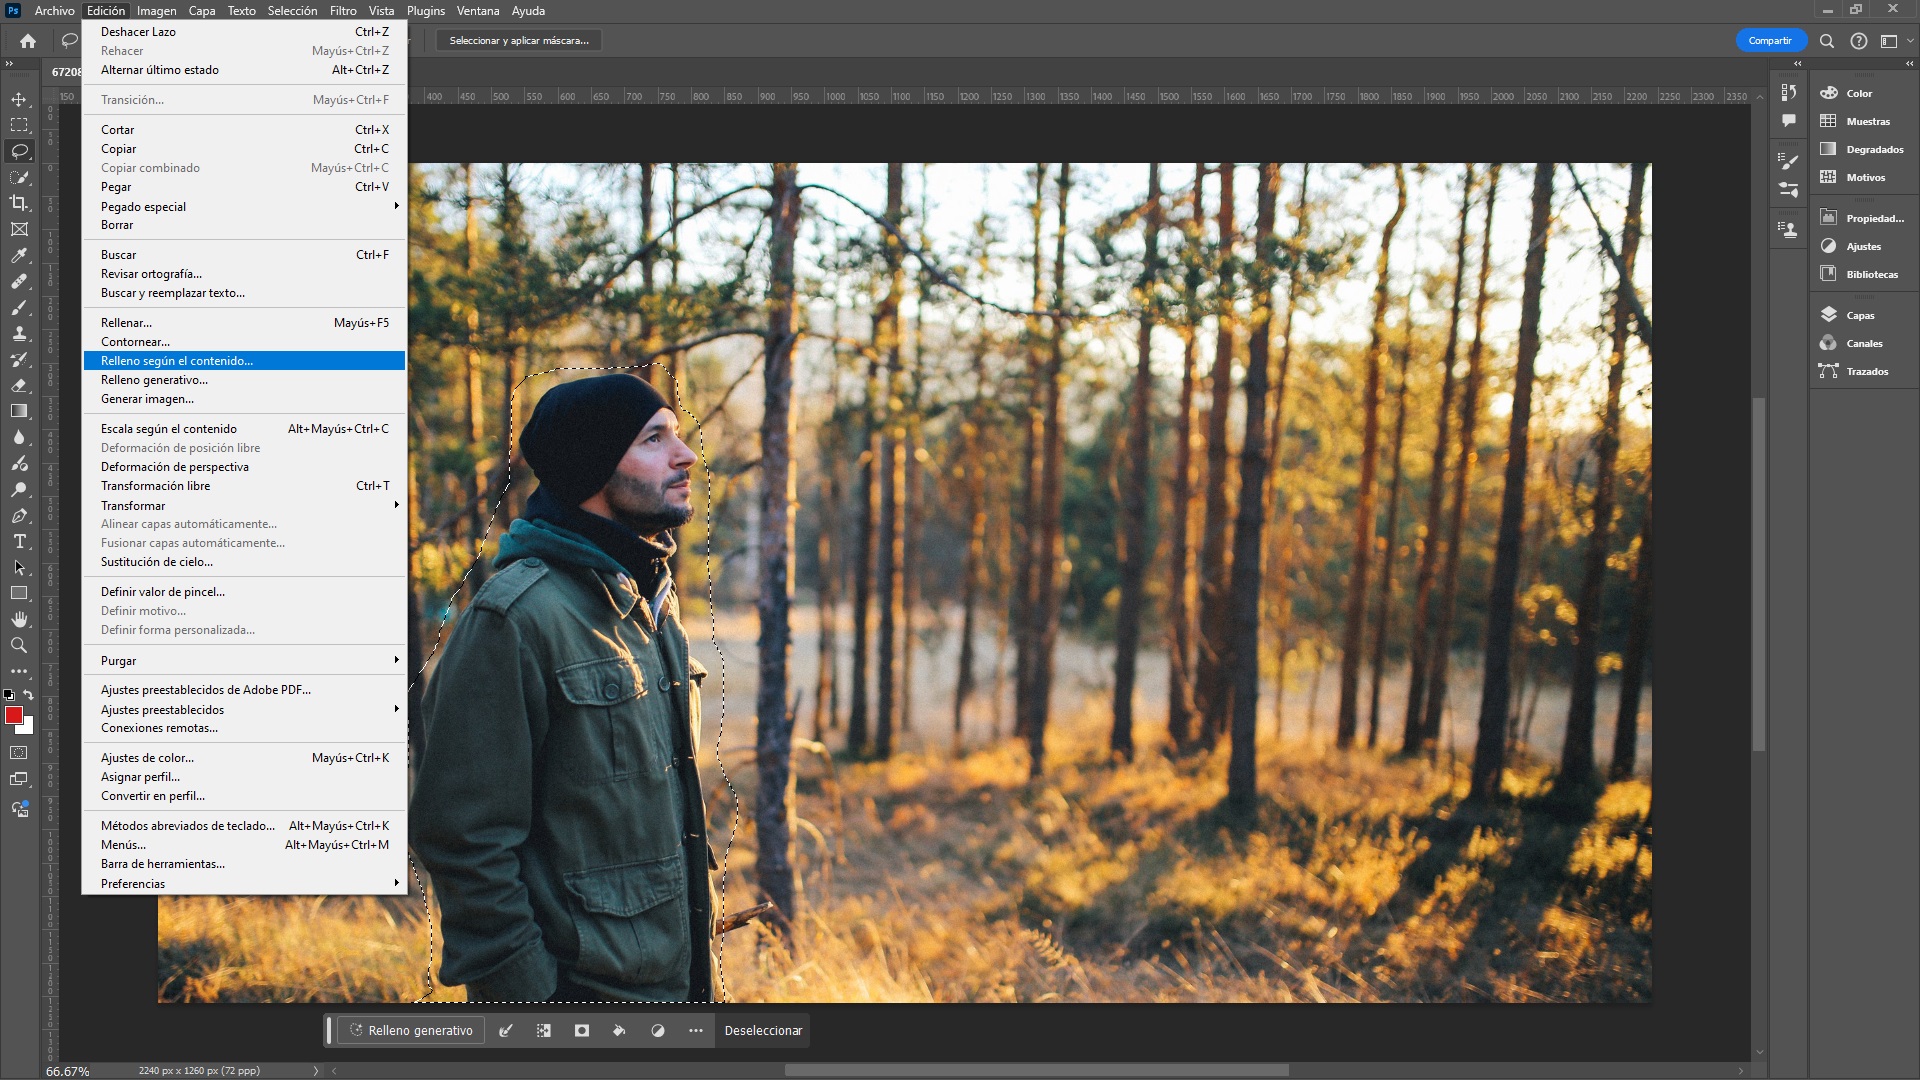 Ps Archivo Edición Imagen Capa Texto Selección Filtro Vista Plugins Ventana Ayuda
Seleccionar y aplicar máscara...
Compartir
67208
Deshacer Lazo Ctrl+Z
Rehacer Mayús+Ctrl+Z
Alternar último estado Alt+Ctrl+Z
Transición... Mayús+Ctrl+F
Cortar Ctrl+X
Copiar Ctrl+C
Copiar combinado Mayús+Ctrl+C
Pegar Ctrl+V
Pegado especial
Borrar
Buscar Ctrl+F
Revisar ortografía...
Buscar y reemplazar texto...
Rellenar... Mayús+F5
Contornear...
Relleno según el contenido...
Relleno generativo...
Generar imagen...
Escala según el contenido Alt+Mayús+Ctrl+C
Deformación de posición libre
Deformación de perspectiva
Transformación libre Ctrl+T
Transformar
Alinear capas automáticamente...
Fusionar capas automáticamente...
Sustitución de cielo...
Definir valor de pincel...
Definir motivo...
Definir forma personalizada...
Purgar
Ajustes preestablecidos de Adobe PDF...
Ajustes preestablecidos
Conexiones remotas...
Ajustes de color... Mayús+Ctrl+K
Asignar perfil...
Convertir en perfil...
Métodos abreviados de teclado... Alt+Mayús+Ctrl+K
Menús... Alt+Mayús+Ctrl+M
Barra de herramientas...
Preferencias
150 400 450 500 550 600 650 700 750 800 850 900 950 1000 1050 1100 1150 1200 1250 1300 1350 1400 1450 1500 1550 1600 1650 1700 1750 1800 1850 1900 1950 2000 2050 2100 2150 2200 2250 2300 2350
Color
Muestras
Degradados
Motivos
Propiedad...
Ajustes
Bibliotecas
Capas
Canales
Trazados
Relleno generativo
Deseleccionar
66.67% 2240 px x 1260 px (72 ppp)